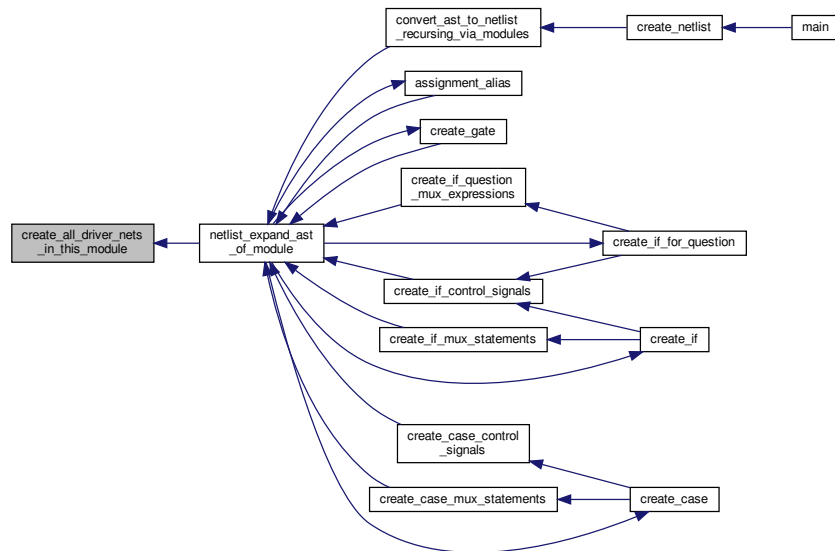 convert_ast_to_netlist
_recursing_via_modules
create_netlist
main
assignment_alias
create_gate
create_if_question
_mux_expressions
create_all_driver_nets
_in_this_module
netlist_expand_ast
_of_module
create_if_for_question
create_if_control_signals
create_if_mux_statements
create_if
create_case_control
_signals
create_case_mux_statements
create_case